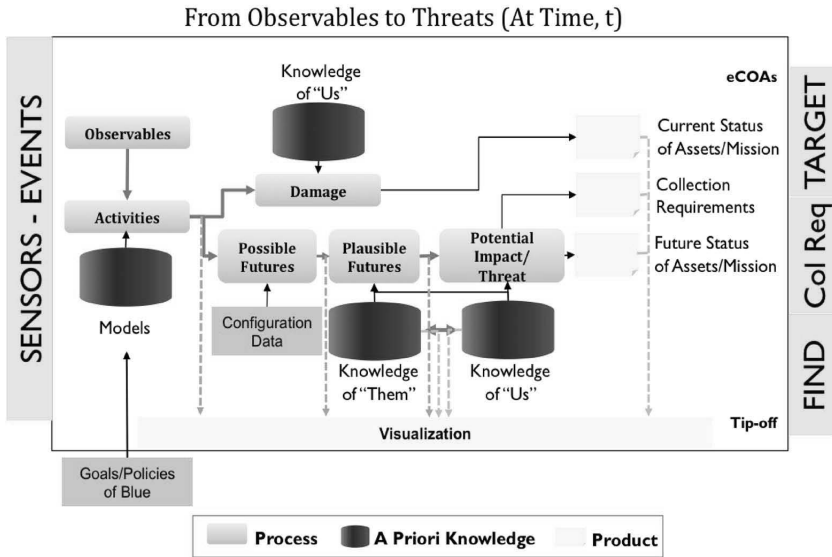 From Observables to Threats (At Time, t)
SENSORS - EVENTS
Knowledge
of "Us"
eCOAs
Observables
Current Status
of Assets/Mission
Damage
Collection
Requirements
Activities
Possible
Futures
Plausible
Futures
Potential
Impact/
Threat
Future Status
of Assets/Mission
Models
Configuration
Data
Knowledge
of "Them"
Knowledge
of "Us"
TARGET
Col Req
FIND
Visualization
Tip-off
Goals/Policies
of Blue
Process
A Priori Knowledge
Product